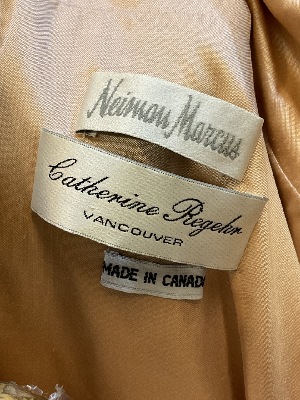 Neiman Marcus
Catherine Regehr
VANCOUVER
MADE IN CANADA